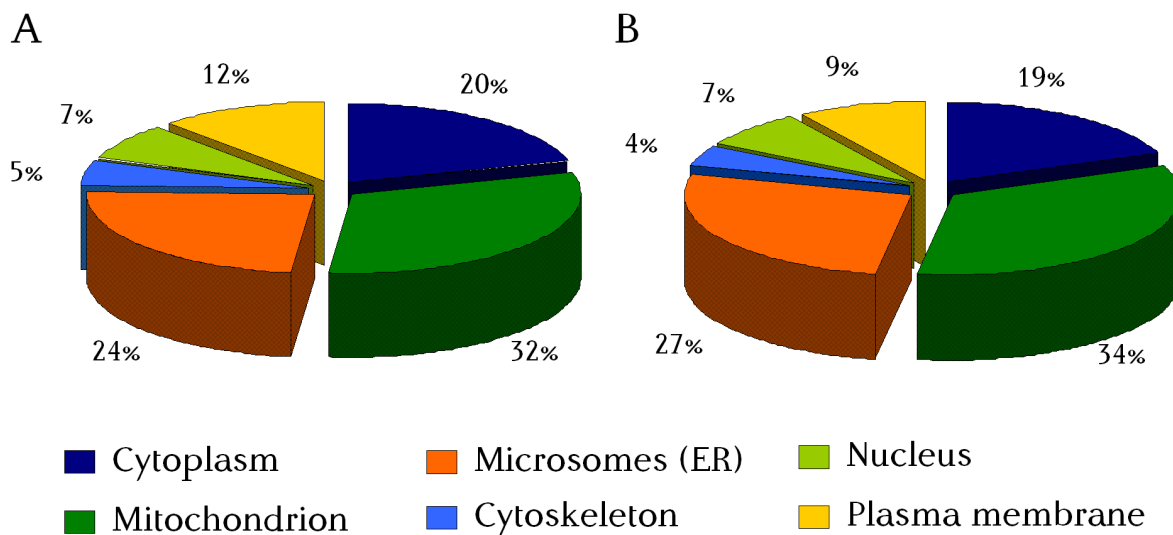 A
B
12%
20%
9%
19%
7%
7%
5%
4%
24%
32%
27%
34%
Cytoplasm
Microsomes (ER)
Nucleus
Mitochondrion
Cytoskeleton
Plasma membrane